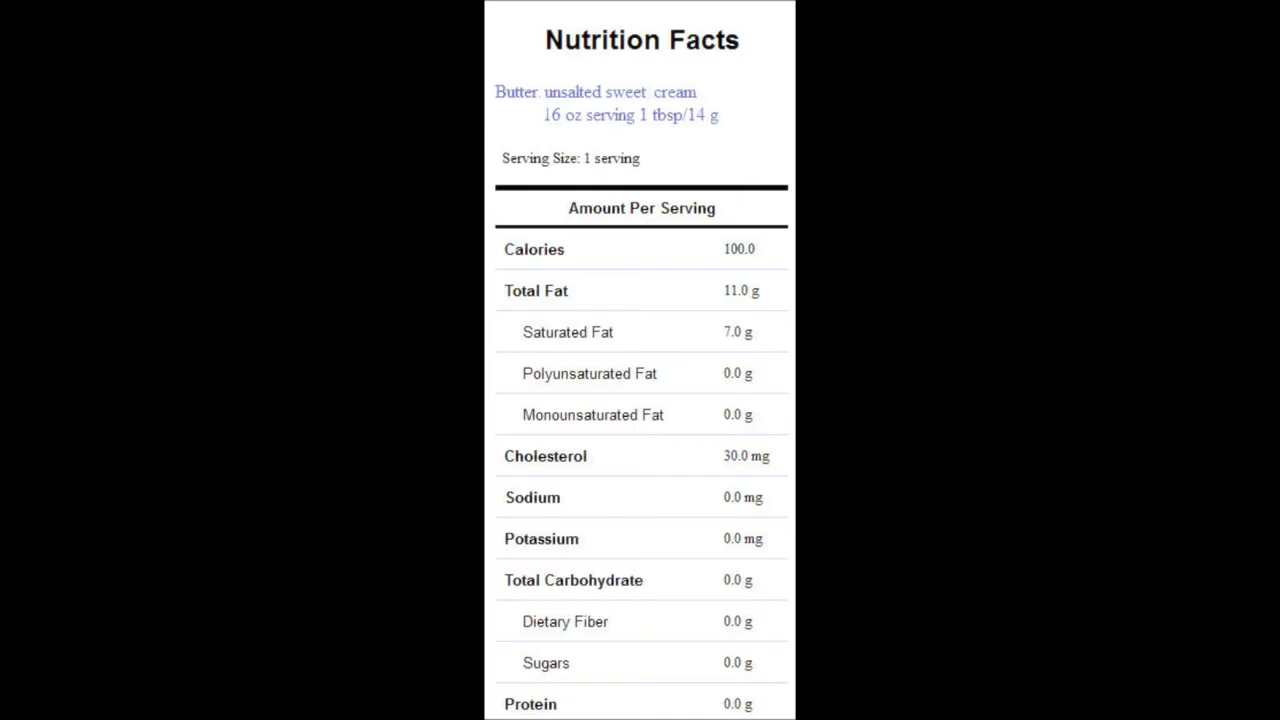 Nutrition Facts
Butter unsalted sweet cream
16 oz serving 1 tbsp/14 g
Serving Size: 1 serving
Amount Per Serving
Calories 100.0
Total Fat 11.0 g
Saturated Fat 7.0 g
Polyunsaturated Fat 0.0 g
Monounsaturated Fat 0.0 g
Cholesterol 30.0 mg
Sodium 0.0 mg
Potassium 0.0 mg
Total Carbohydrate 0.0 g
Dietary Fiber 0.0 g
Sugars 0.0 g
Protein 0.0 g